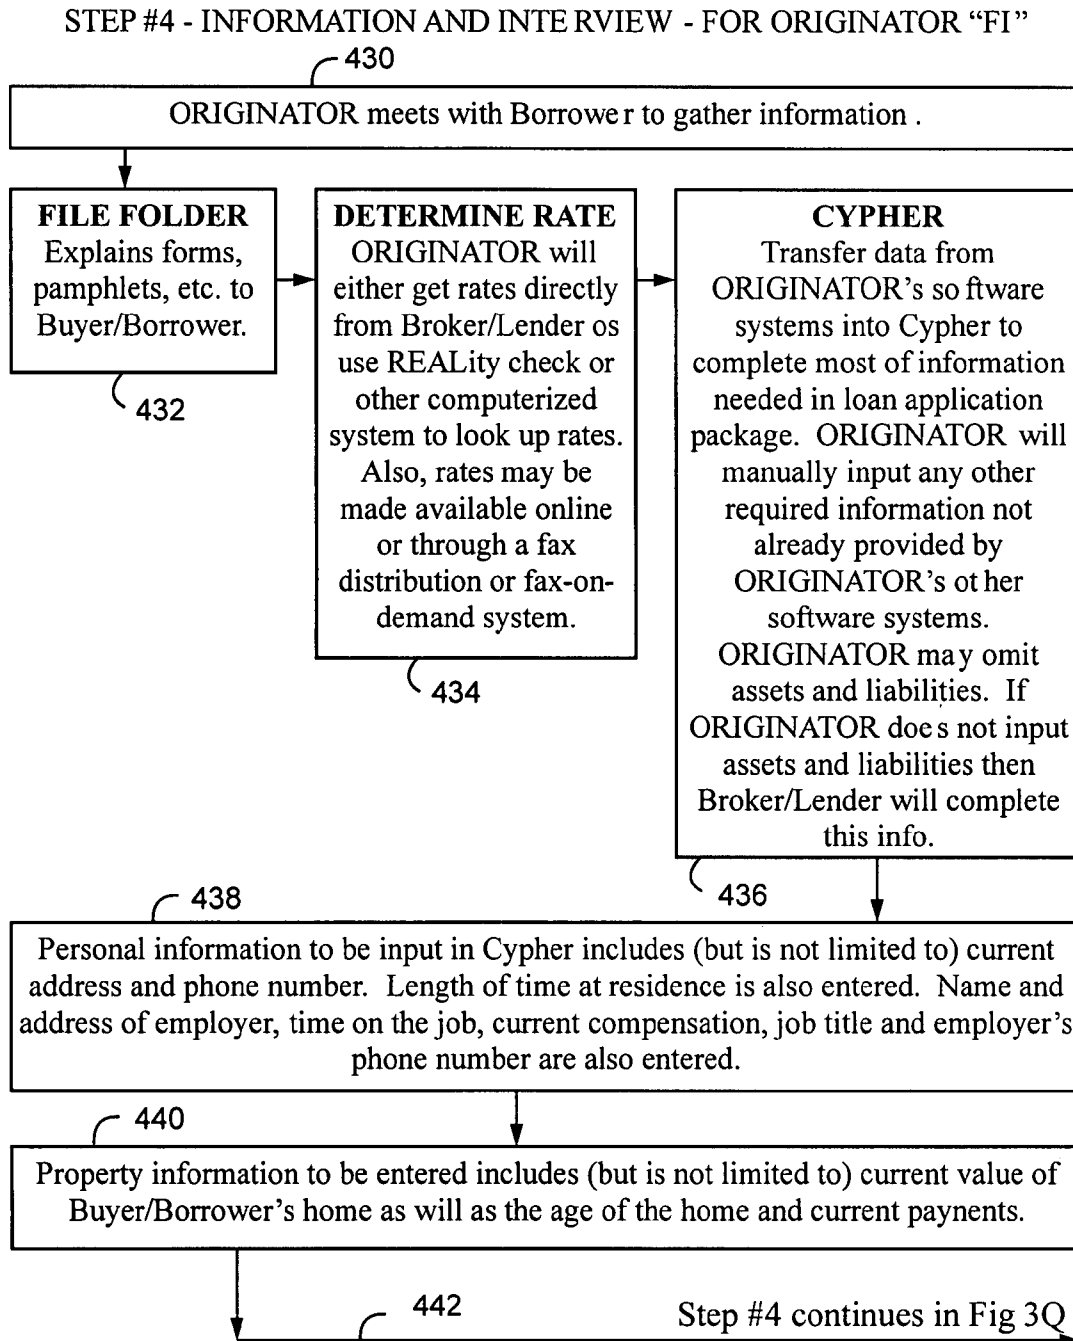 STEP #4 - INFORMATION AND INTE RVIEW - FOR ORIGINATOR “FI”
430
ORIGINATOR meets with Borrower to gather information .
FILE FOLDER
Explains forms,
pamphlets, etc. to
Buyer/Borrower.
432
DETERMINE RATE
ORIGINATOR will
either get rates directly
from Broker/Lender os
use REALity check or
other computerized
system to look up rates.
Also, rates may be
made available online
or through a fax
distribution or fax-on-
demand system.
434
CYPHER
Transfer data from
ORIGINATOR’s so ftware
systems into Cypher to
complete most of information
needed in loan application
package. ORIGINATOR will
manually input any other
required information not
already provided by
ORIGINATOR’s ot her
software systems.
ORIGINATOR may omit
assets and liabilities. If
ORIGINATOR doe s not input
assets and liabilities then
Broker/Lender will complete
this info.
436
438
Personal information to be input in Cypher includes (but is not limited to) current
address and phone number. Length of time at residence is also entered. Name and
address of employer, time on the job, current compensation, job title and employer’s
phone number are also entered.
440
Property information to be entered includes (but is not limited to) current value of
Buyer/Borrower’s home as will as the age of the home and current paynents.
442
Step #4 continues in Fig 3Q